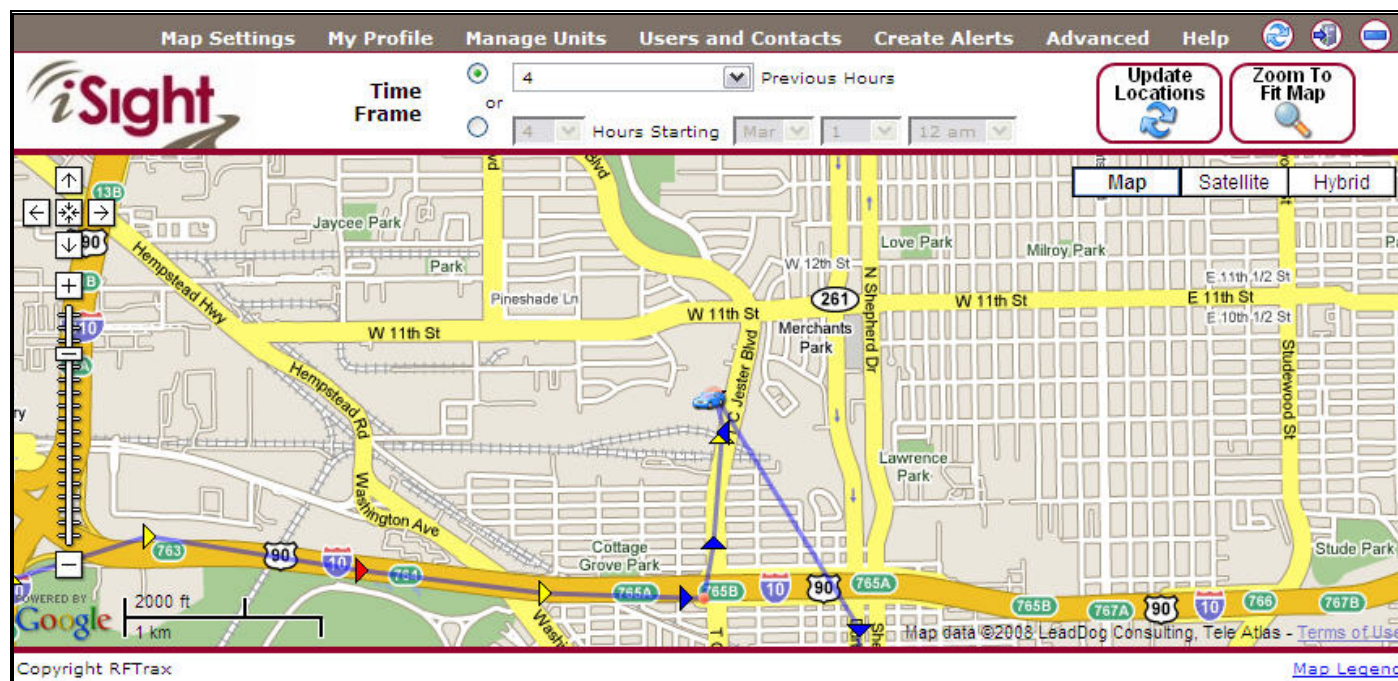 Map Settings My Profile Manage Units Users and Contacts Create Alerts Advanced Help
iSight
Time Frame
4 Previous Hours
or
4 Hours Starting Mar 1 12 am
Update Locations
Zoom To Fit Map
Map Satellite Hybrid
13B
Blvd
90
Jaycee Park
Love Park
Milroy Park
Hempstead Hwy
Park
W 12th St
N Shepherd Dr
E 11th 1/2 St
B
Pineshade Ln
261
W 11th St
E 11th St
10
W 11th St
W 11th St
Merchants Park
E 10th 1/2 St
Studewood St
Hempstead Rd
C Jester Blvd
Lawrence Park
Washington Ave
763
90
10
764
Cottage Grove Park
765A
765B
10
90
765A
Stude Park
765B
767A
90
10
766
767B
POWERED BY
Google
2000 ft
1 km
Washi
T C
She
Map data ©2008 LeadDog Consulting, Tele Atlas - Terms of Use
Copyright RFTrax
Map Legend